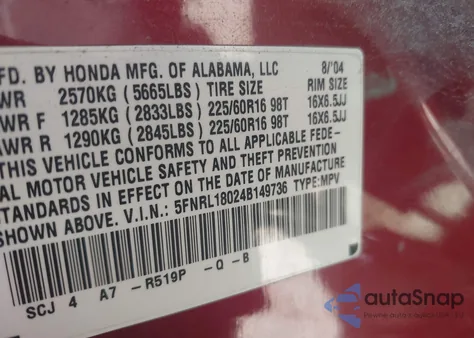 FD. BY HONDA MFG. OF ALABAMA, LLC 8/'04
WR 2570KG (5665LBS) TIRE SIZE RIM SIZE
WR F 1285KG (2833LBS) 225/60R16 98T 16X6.5JJ
AWR R 1290KG (2845LBS) 225/60R16 98T 16X6.5JJ
THIS VEHICLE CONFORMS TO ALL APPLICABLE FEDE-
AL MOTOR VEHICLE SAFETY AND THEFT PREVENTION
STANDARDS IN EFFECT ON THE DATE OF MANUFACTURE
SHOWN ABOVE. V.I.N.: 5FNRL18024B149736 TYPE:MPV
SCJ 4 A7 -R519P -Q -B
autoSnap